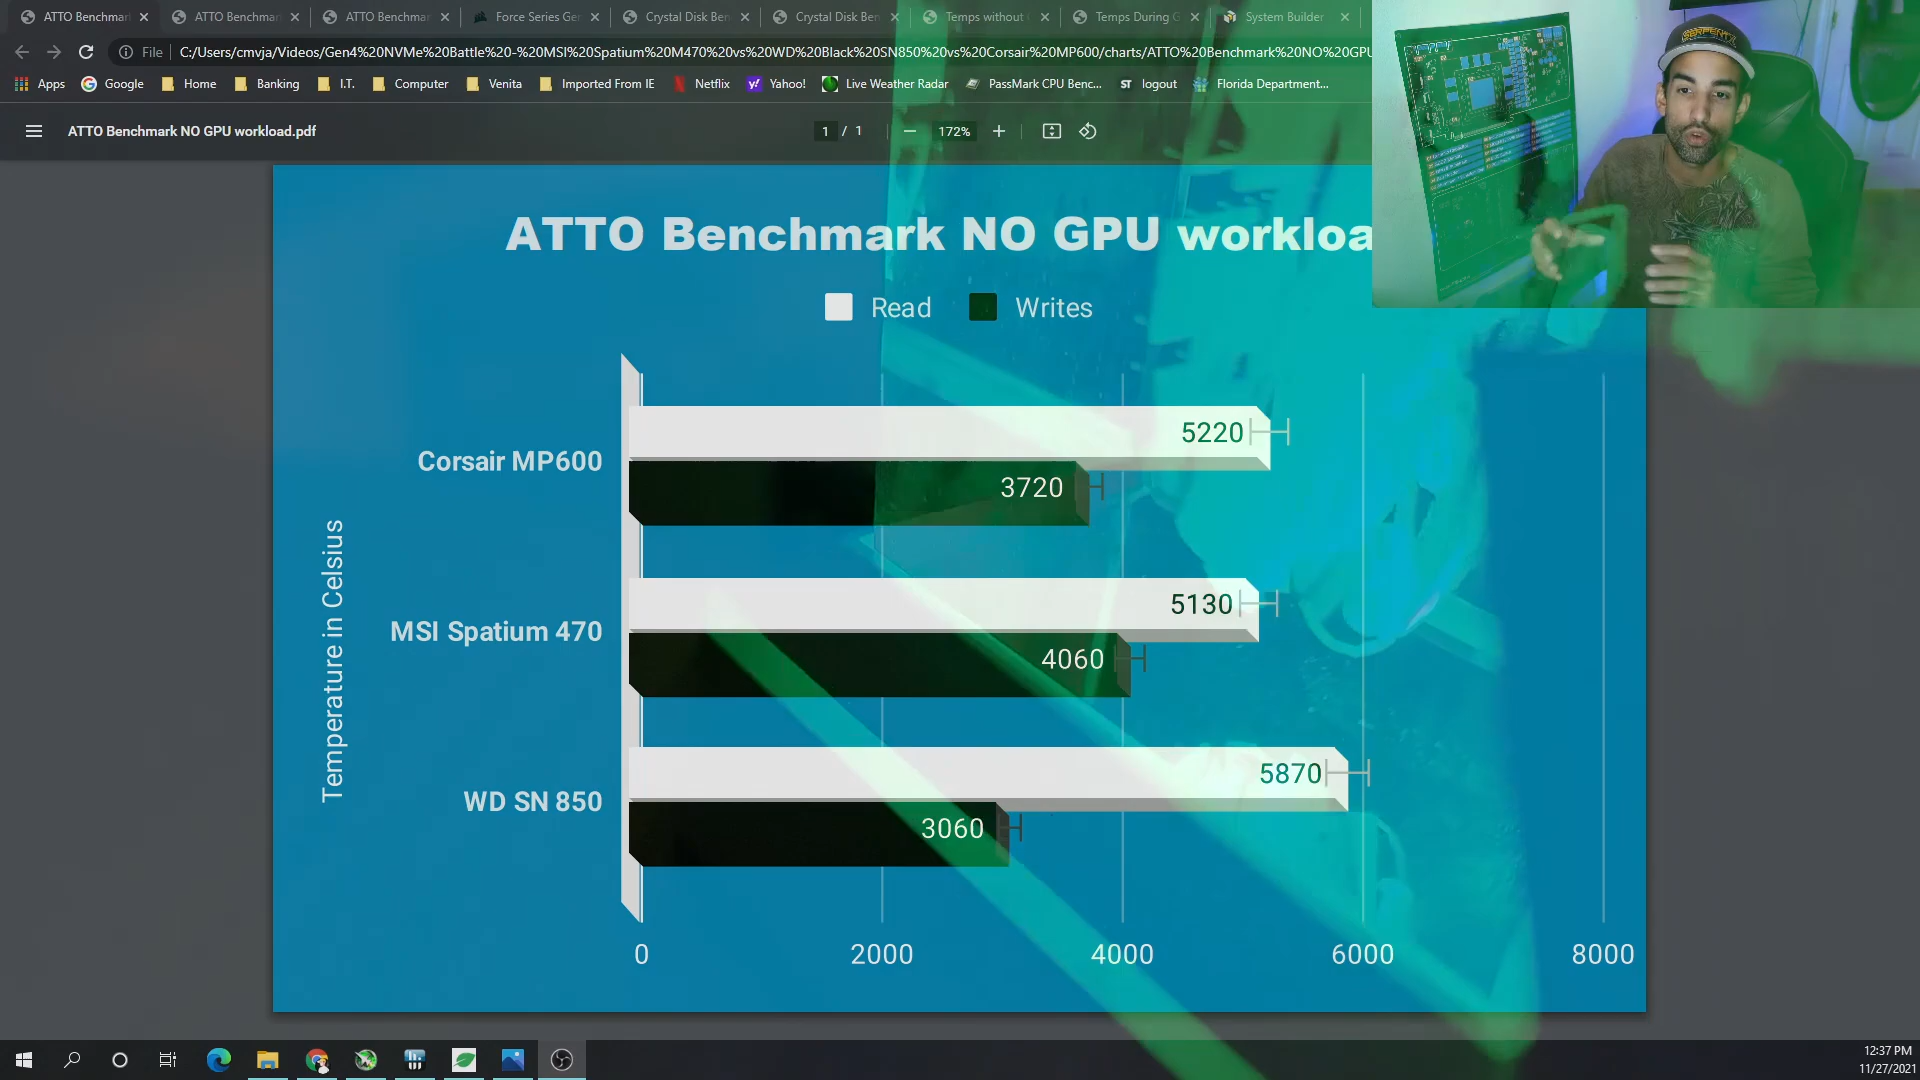 ATTO Benchmar
ATTO Benchmar
ATTO Benchmar
Force Series Ger
Crystal Disk Ben
Crystal Disk Ben
Temps without
Temps During G
System Builder
File
C:/Users/cmvja/Videos/Gen4%20NVMe%20Battle%20-%20MSI%20Spatium%20M470%20vs%20WD%20Black%20SN850%20vs%20Corsair%20MP600/charts/ATTO%20Benchmark%20NO%20GPU
Apps
Google
Home
Banking
I.T.
Computer
Venita
Imported From IE
Netflix
Yahoo!
Live Weather Radar
PassMark CPU Benc...
ST logout
Florida Department...
ATTO Benchmark NO GPU workload.pdf
1 / 1
172%
ATTO Benchmark NO GPU workloa
Read
Writes
Corsair MP600
5220
3720
MSI Spatium 470
5130
4060
WD SN 850
5870
3060
Temperature in Celsius
0
2000
4000
6000
8000
12:37 PM
11/27/2021